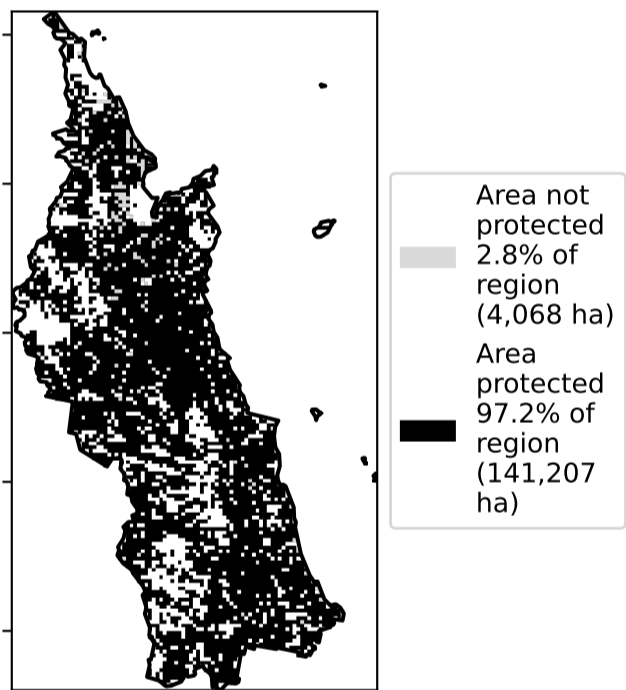 Area not
protected
2.8% of
region
(4,068 ha)
Area
protected
97.2% of
region
(141,207
ha)